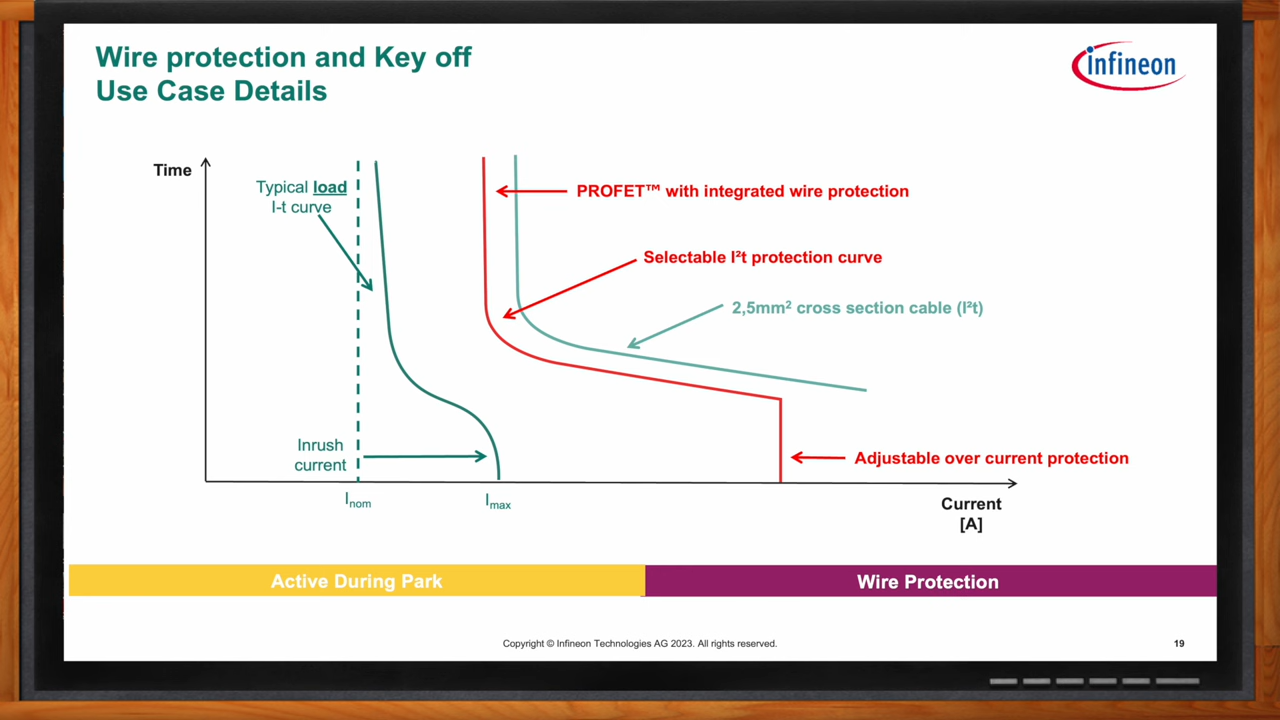 Wire protection and Key off
Use Case Details
infineon
Time
Typical load
I-t curve
PROFET™ with integrated wire protection
Selectable I²t protection curve
2,5mm² cross section cable (I²t)
Inrush
current
Adjustable over current protection
Inom
Imax
Current
[A]
Active During Park
Wire Protection
Copyright © Infineon Technologies AG 2023. All rights reserved.
19